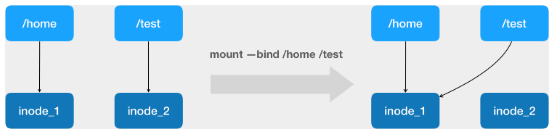 /home
/test
/home
/test
mount —bind /home /test
inode_1
inode_2
inode_1
inode_2